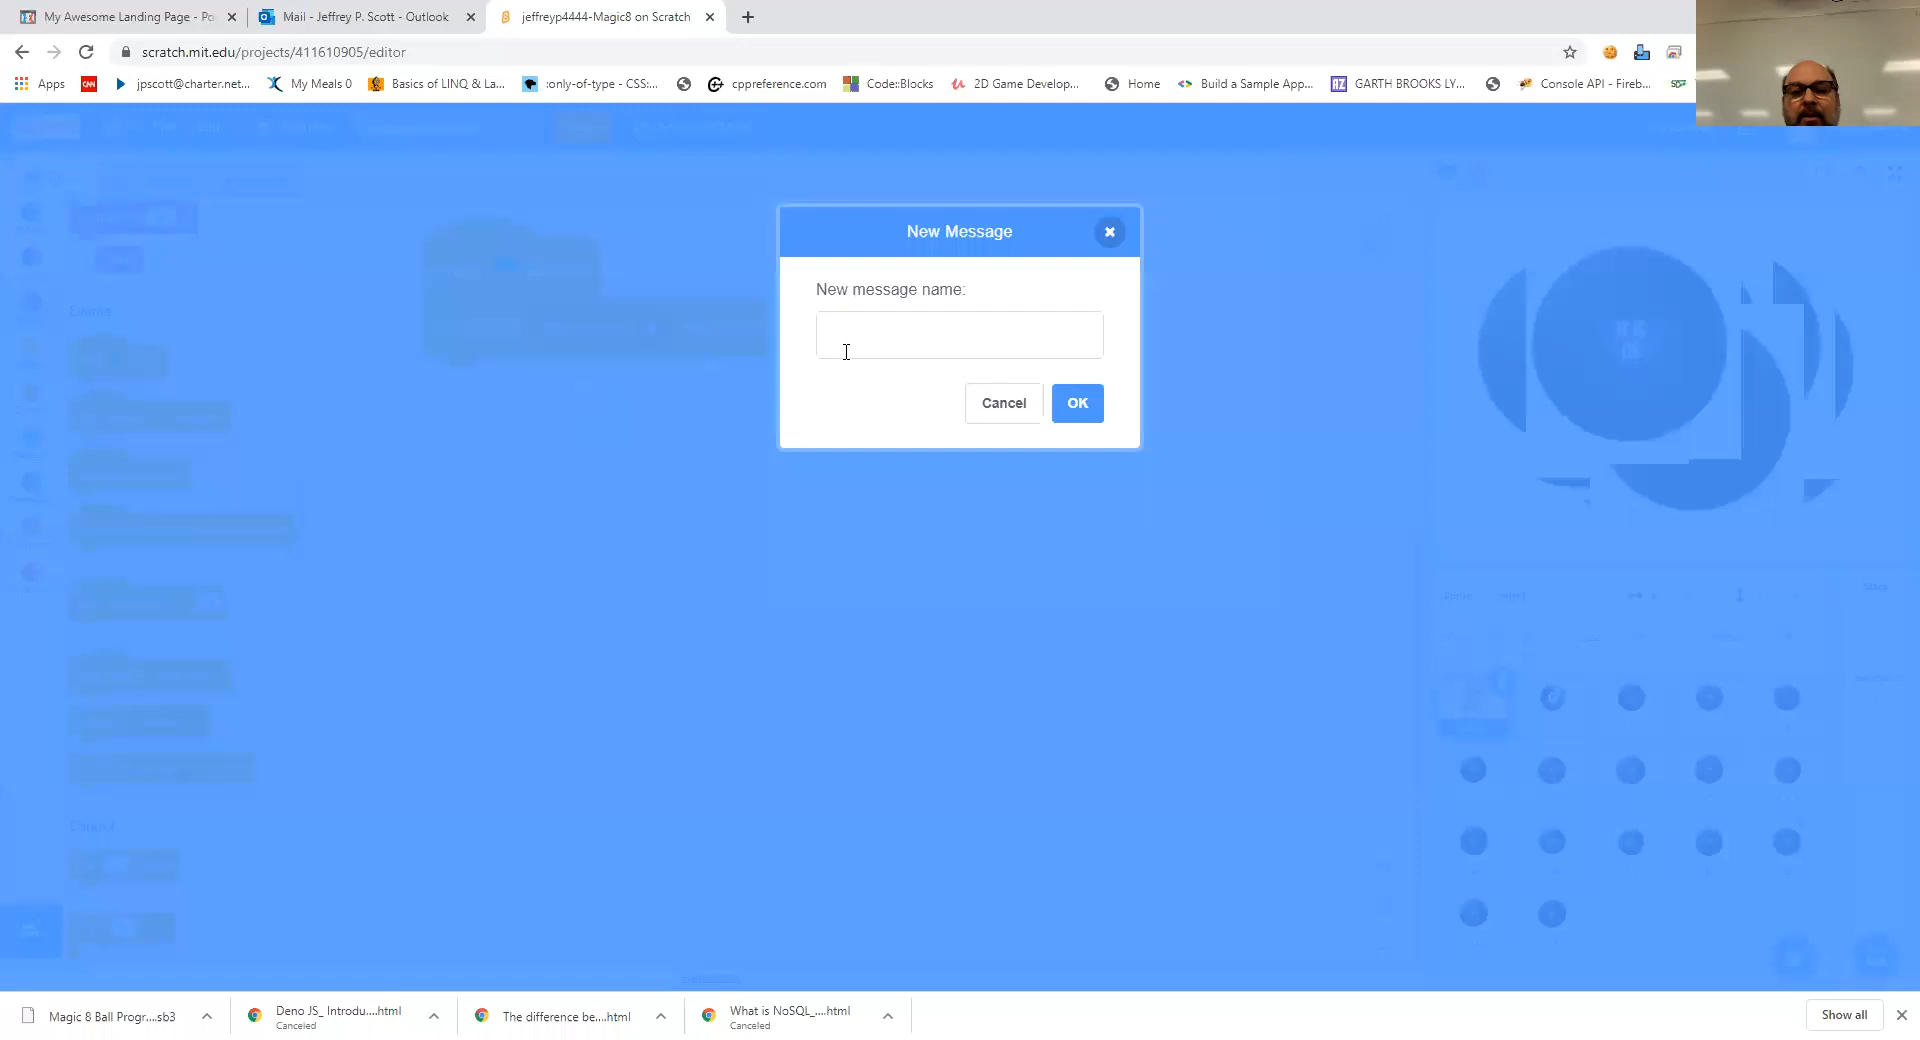 My Awesome Landing Page - Po
Mail - Jeffrey P. Scott - Outlook
jeffreyp4444-Magic8 on Scratch
scratch.mit.edu/projects/411610905/editor
Apps
CNN
jpscott@charter.net...
My Meals 0
Basics of LINQ & La...
:only-of-type - CSS:...
cppreference.com
Code::Blocks
2D Game Develop...
Home
Build a Sample App...
GARTH BROOKS LY...
Console API - Fireb...
New Message
New message name:
Cancel
OK
Events
Control
Magic 8 Ball Progr....sb3
Deno JS_ Introdu....html
Canceled
The difference be....html
What is NoSQL_....html
Canceled
Show all